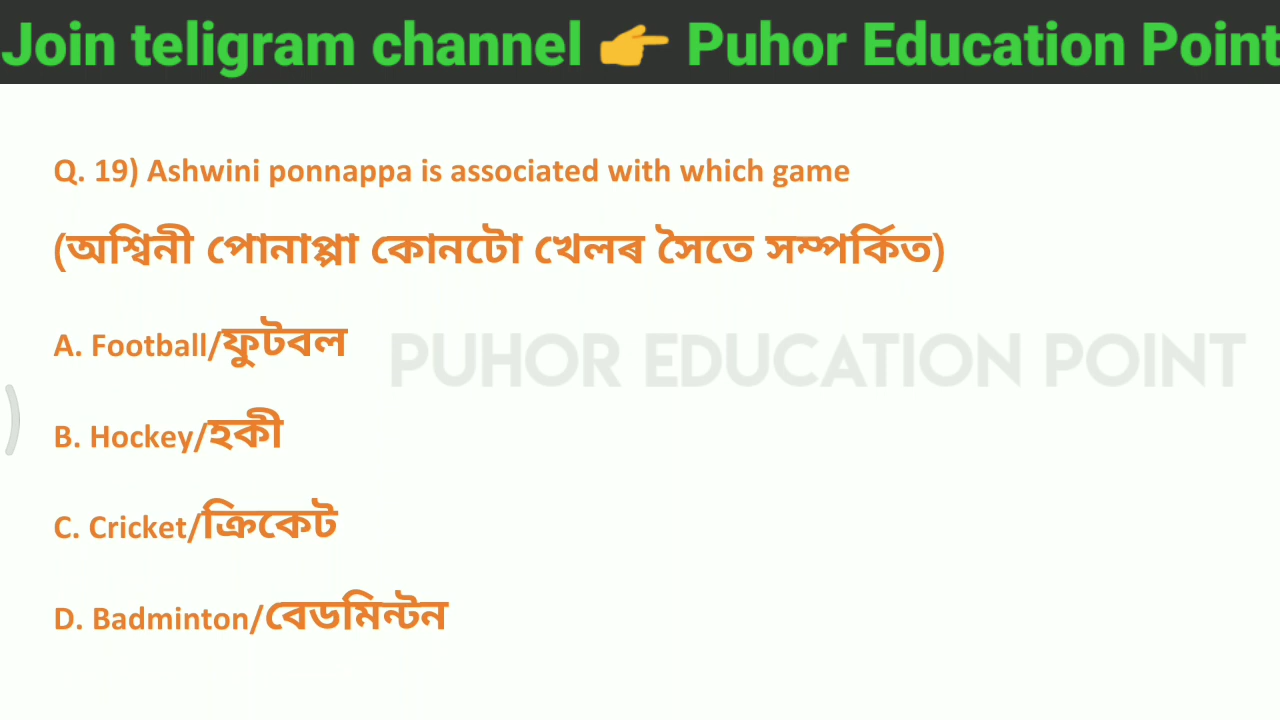 Join teligram channel 👉 Puhor Education Point
Q. 19) Ashwini ponnappa is associated with which game
(অশ্বিনী পোনাপ্পা কোনটো খেলৰ সৈতে সম্পৰ্কিত)
A. Football/ফুটবল
PUHOR EDUCATION POINT
B. Hockey/হকী
C. Cricket/ক্ৰিকেট
D. Badminton/বেডমিন্টন